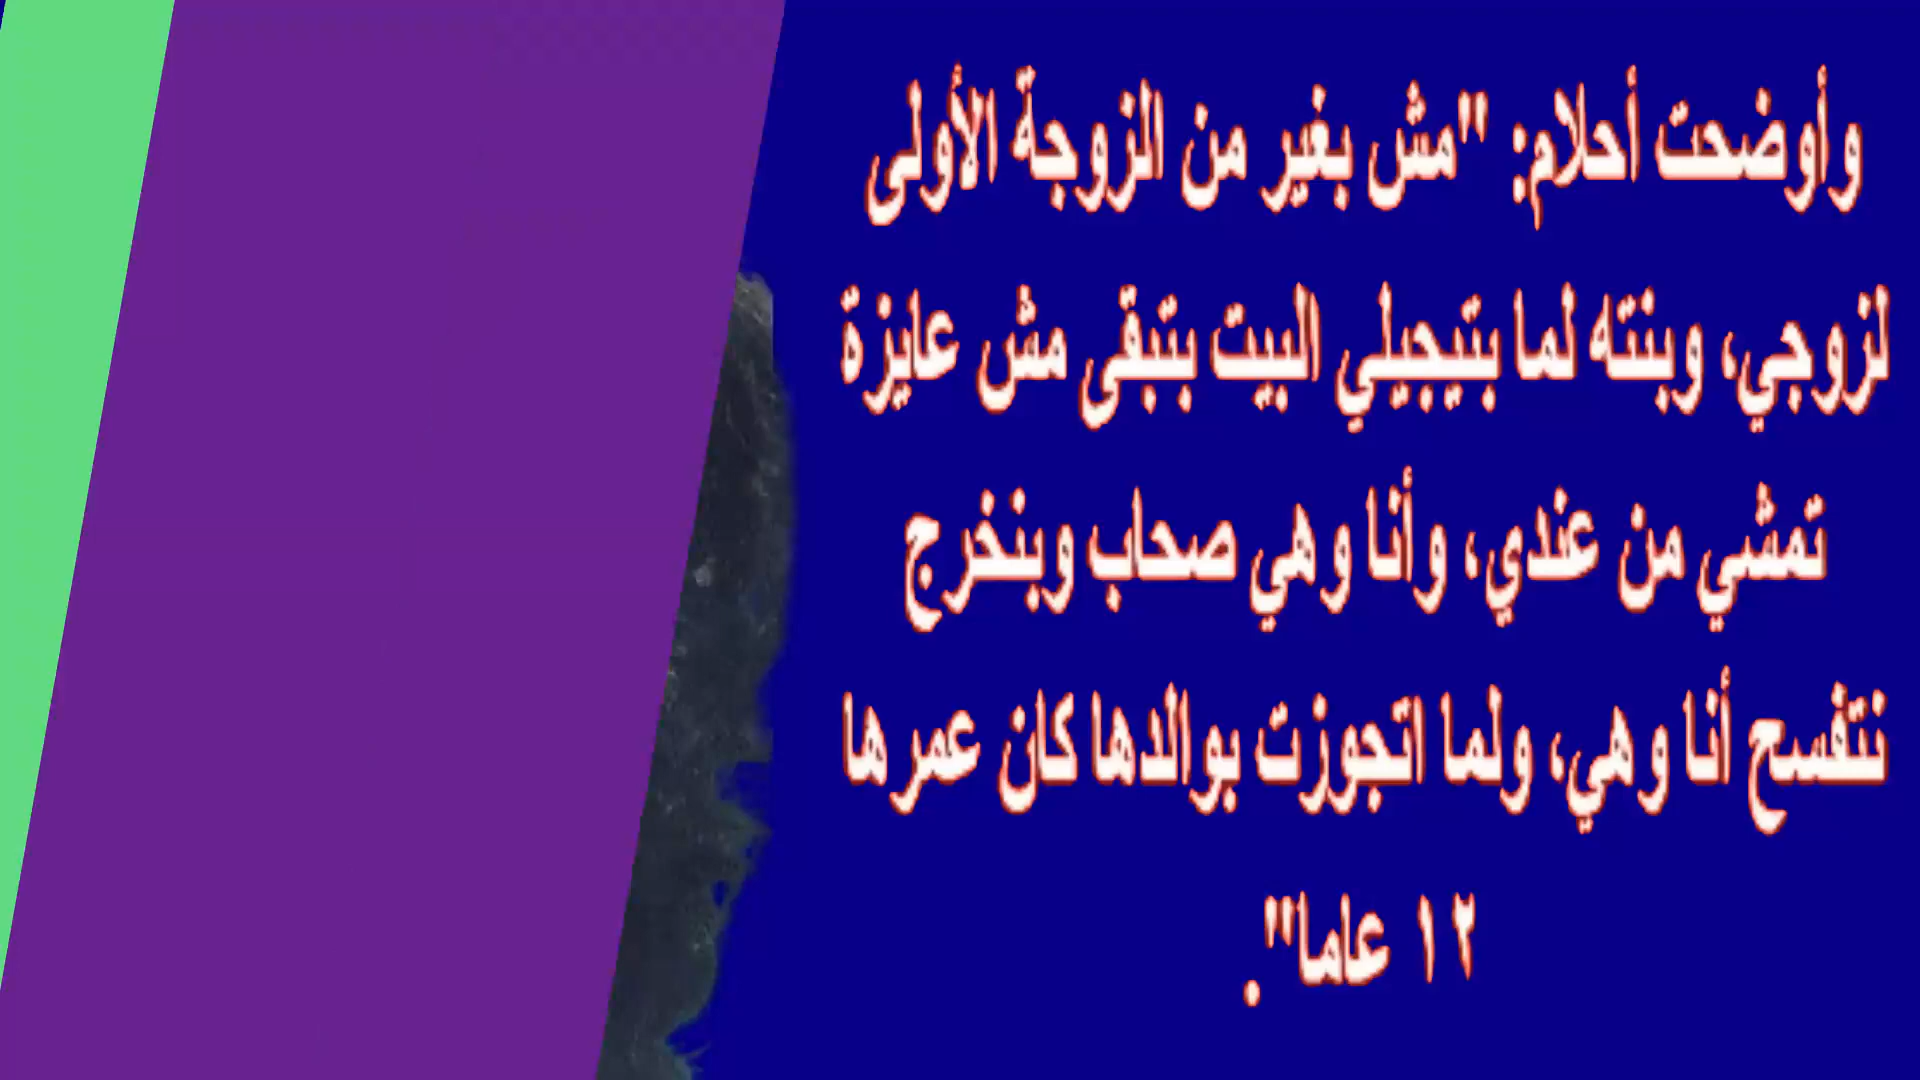 وأوضحت أحلام: "مش بغير من الزوجة الأولى
لزوجي، وبنته لما بتيجيلي البيت بتبقى مش عايزة
تمشي من عندي، وأنا وهي صحاب وبنخرج
نتفسح أنا وهي، ولما اتجوزت بوالدها كان عمرها
١٢ عاما".